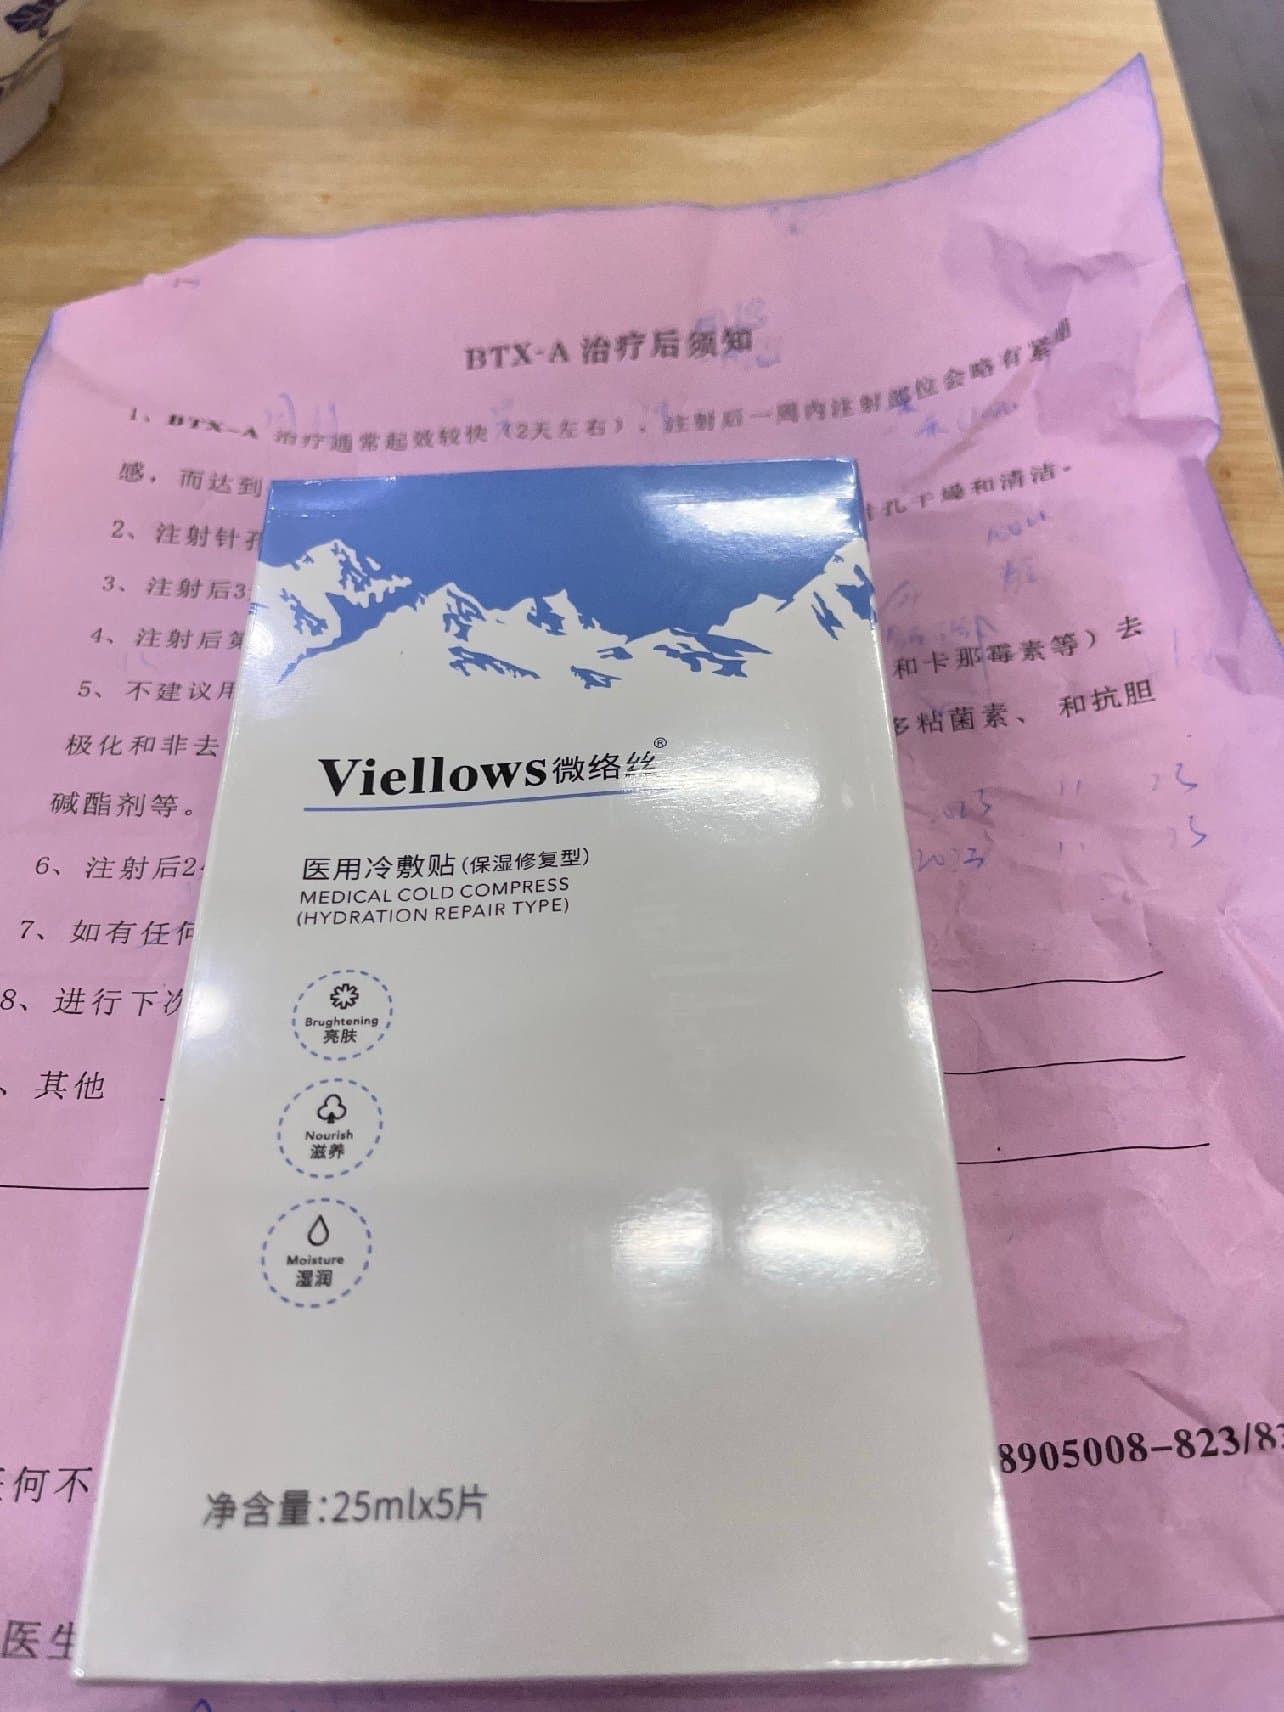 BTX-A 治疗后须知
1、BTX-A 治疗通常起效较快（2天左右），注射后一周内注射部位会略有紧绷
感，而达到
针孔干燥和清洁。
2、注射针孔
3、注射后3
4、注射后第
和卡那霉素等）去
5、不建议用
多粘菌素、 和抗胆
极化和非去
碱酯剂等。
6、注射后2
7、如有任何
8、进行下次
、其他
2023 11 23
2023 11 23
Viellows微络丝®
医用冷敷贴(保湿修复型)
MEDICAL COLD COMPRESS
(HYDRATION REPAIR TYPE)
Brughtening
亮肤
Nourish
滋养
Moisture
湿润
净含量:25mlx5片
8905008-823/83
任何不
医生